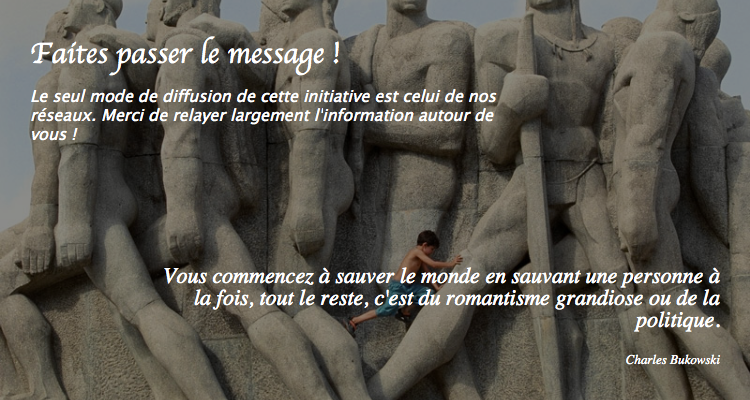 Faites passer le message !
Le seul mode de diffusion de cette initiative est celui de nos
réseaux. Merci de relayer largement l'information autour de
vous !
Vous commencez à sauver le monde en sauvant une personne à
la fois, tout le reste, c'est du romantisme grandiose ou de la
politique.
Charles Bukowski